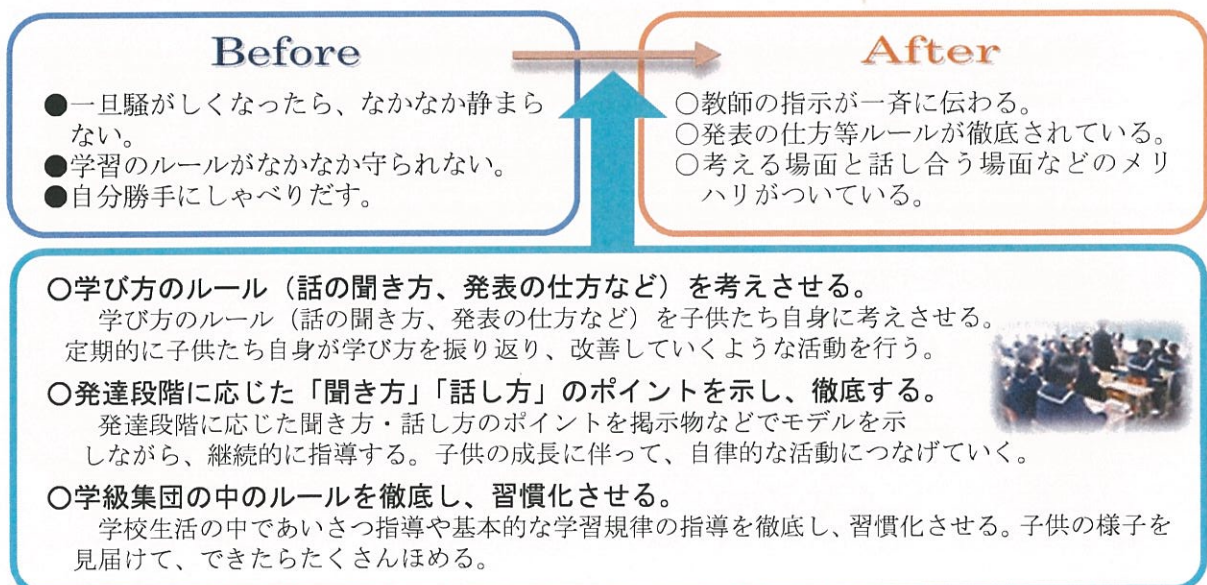 Before
●一旦騒がしくなったら、なかなか静まら
ない。
●学習のルールがなかなか守られない。
●自分勝手にしゃべりだす。
After
○教師の指示が一斉に伝わる。
○発表の仕方等ルールが徹底されている。
○考える場面と話し合う場面などのメリ
ハリがついている。
○学び方のルール（話の聞き方、発表の仕方など）を考えさせる。
学び方のルール（話の聞き方、発表の仕方など）を子供たち自身に考えさせる。
定期的に子供たち自身が学び方を振り返り、改善していくような活動を行う。
○発達段階に応じた「聞き方」「話し方」のポイントを示し、徹底する。
発達段階に応じた聞き方・話し方のポイントを掲示物などでモデルを示
しながら、継続的に指導する。子供の成長に伴って、自律的な活動につなげていく。
○学級集団の中のルールを徹底し、習慣化させる。
学校生活の中であいさつ指導や基本的な学習規律の指導を徹底し、習慣化させる。子供の様子を
見届けて、できたらたくさんほめる。